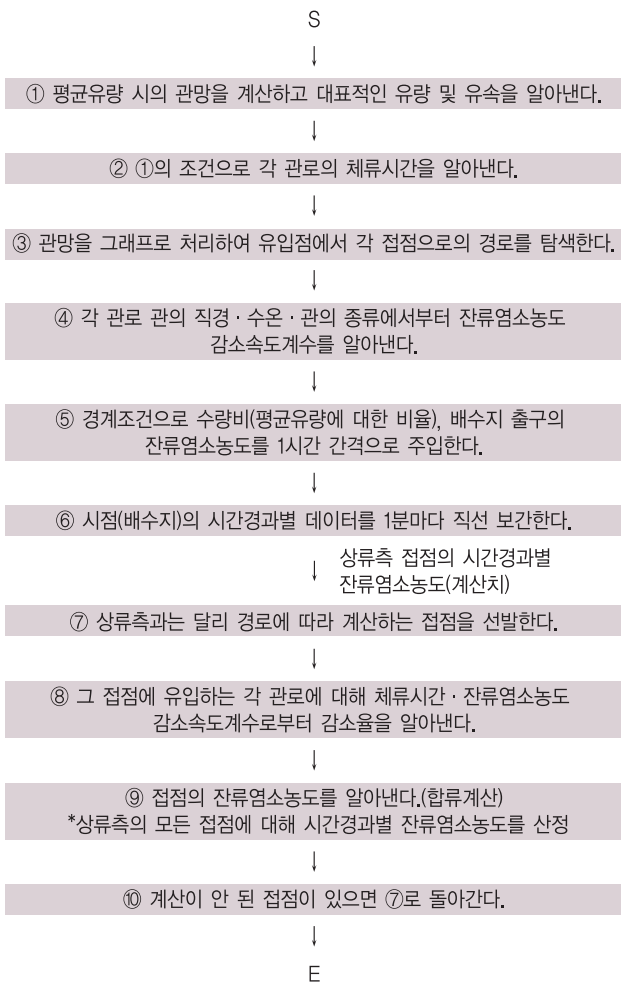 S
↓
① 평균유량 시의 관망을 계산하고 대표적인 유량 및 유속을 알아낸다.
↓
② ①의 조건으로 각 관로의 체류시간을 알아낸다.
↓
③ 관망을 그래프로 처리하여 유입점에서 각 접점으로의 경로를 탐색한다.
↓
④ 각 관로 관의 직경 · 수온 · 관의 종류에서부터 잔류염소농도
감소속도계수를 알아낸다.
↓
⑤ 경계조건으로 수량비(평균유량에 대한 비율), 배수지 출구의
잔류염소농도를 1시간 간격으로 주입한다.
↓
⑥ 시점(배수지)의 시간경과별 데이터를 1분마다 직선 보간한다.
↓ 상류측 접점의 시간경과별
잔류염소농도(계산치)
⑦ 상류측과는 달리 경로에 따라 계산하는 접점을 선발한다.
↓
⑧ 그 접점에 유입하는 각 관로에 대해 체류시간 · 잔류염소농도
감소속도계수로부터 감소율을 알아낸다.
↓
⑨ 접점의 잔류염소농도를 알아낸다.(합류계산)
*상류측의 모든 접점에 대해 시간경과별 잔류염소농도를 산정
↓
⑩ 계산이 안 된 접점이 있으면 ⑦로 돌아간다.
↓
E